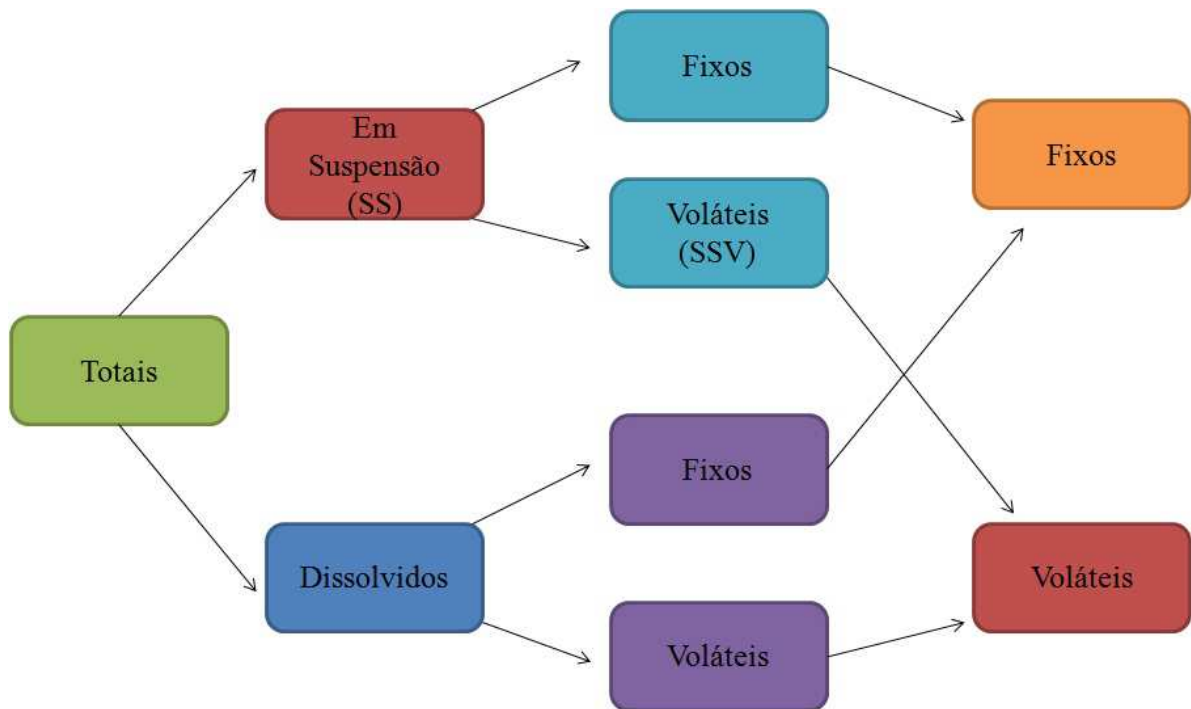 Totais
Em
Suspensão
(SS)
Dissolvidos
Fixos
Voláteis
(SSV)
Fixos
Voláteis
Fixos
Voláteis